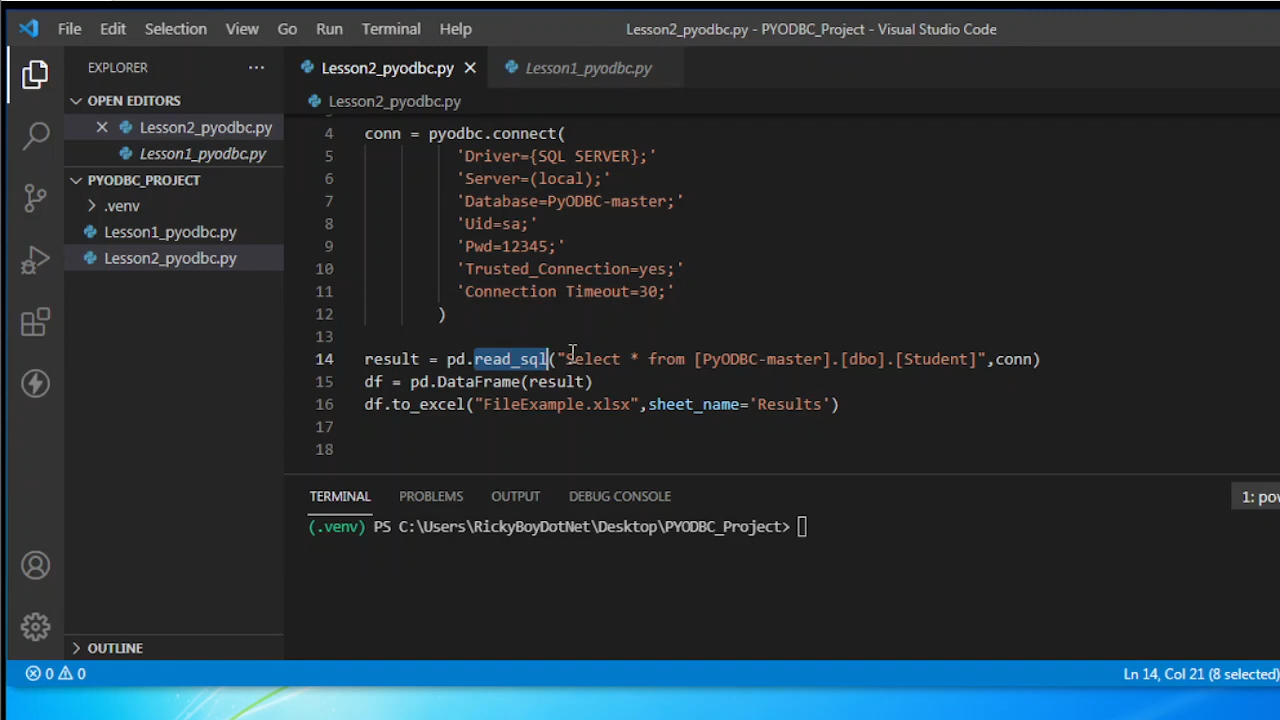 File Edit Selection View Go Run Terminal Help Lesson2_pyodbc.py - PYODBC_Project - Visual Studio Code
EXPLORER ···
OPEN EDITORS
Lesson2_pyodbc.py
Lesson1_pyodbc.py
PYODBC_PROJECT
.venv
Lesson1_pyodbc.py
Lesson2_pyodbc.py
OUTLINE
Lesson2_pyodbc.py Lesson1_pyodbc.py
Lesson2_pyodbc.py
4 conn = pyodbc.connect(
5 'Driver={SQL SERVER};'
6 'Server=(local);'
7 'Database=PyODBC-master;'
8 'Uid=sa;'
9 'Pwd=12345;'
10 'Trusted_Connection=yes;'
11 'Connection Timeout=30;'
12 )
13
14 result = pd.read_sql("Select * from [PyODBC-master].[dbo].[Student]",conn)
15 df = pd.DataFrame(result)
16 df.to_excel("FileExample.xlsx",sheet_name='Results')
17
18
TERMINAL PROBLEMS OUTPUT DEBUG CONSOLE 1: pow
(.venv) PS C:\Users\RickyBoyDotNet\Desktop\PYODBC_Project>
0 0 Ln 14, Col 21 (8 selected)